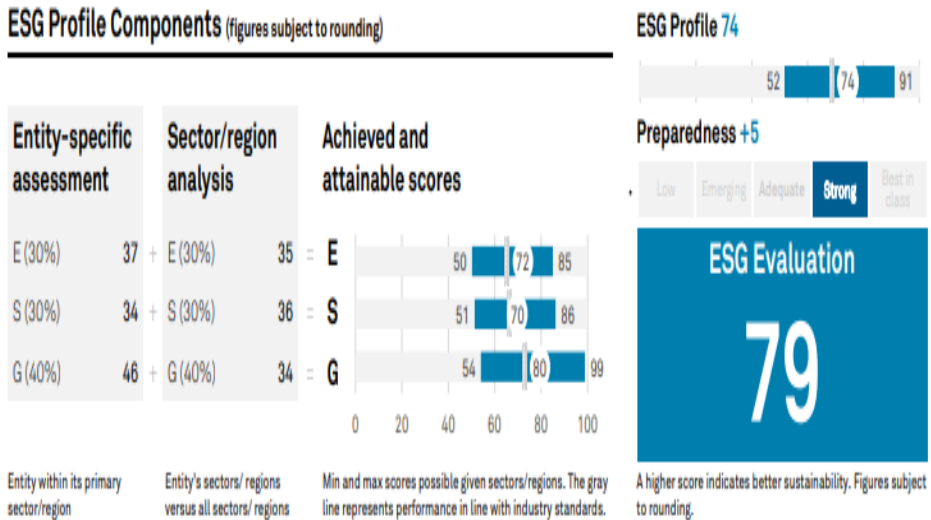 ESG Profile Components (figures subject to rounding)
Entity-specific assessment
Sector/region analysis
Achieved and attainable scores
E (30%) 37 + E (30%) 35 = E 50 72 85
S (30%) 34 + S (30%) 36 = S 51 70 86
G (40%) 46 + G (40%) 34 = G 54 80 99
0 20 40 60 80 100
Entity within its primary sector/region
Entity's sectors/ regions versus all sectors/ regions
Min and max scores possible given sectors/regions. The gray line represents performance in line with industry standards.
ESG Profile 74
52 74 91
Preparedness +5
Low Emerging Adequate Strong Best in class
ESG Evaluation
79
A higher score indicates better sustainability. Figures subject to rounding.